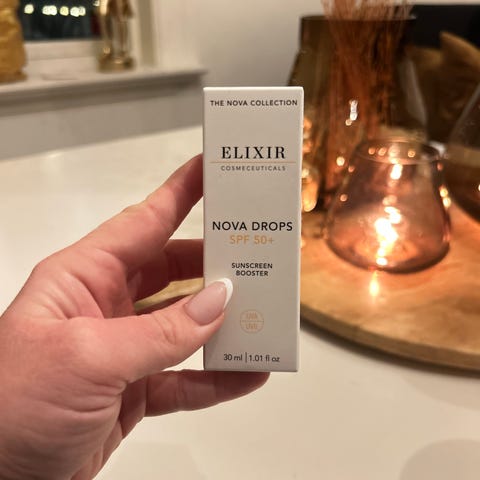 THE NOVA COLLECTION
ELIXIR
COSMECEUTICALS
NOVA DROPS
SPF 50+
SUNSCREEN
BOOSTER
UVA
UVB
30 ml | 1.01 fl oz